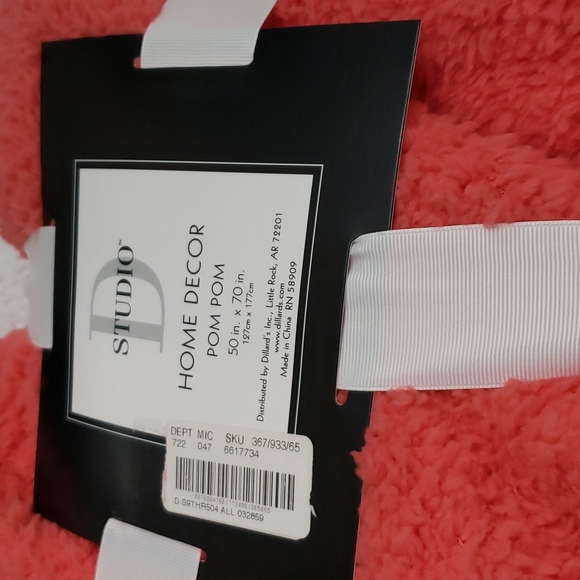 D
STUDIO™
HOME DECOR
POM POM
50 in. x 70 in.
127cm x 177cm
Distributed by Dillard's Inc., Little Rock, AR 72201
www.dillards.com
Made in China RN 58909
DEPT MIC SKU 367/933/65
722 047 6617734
D-S9THR504 ALL 032859